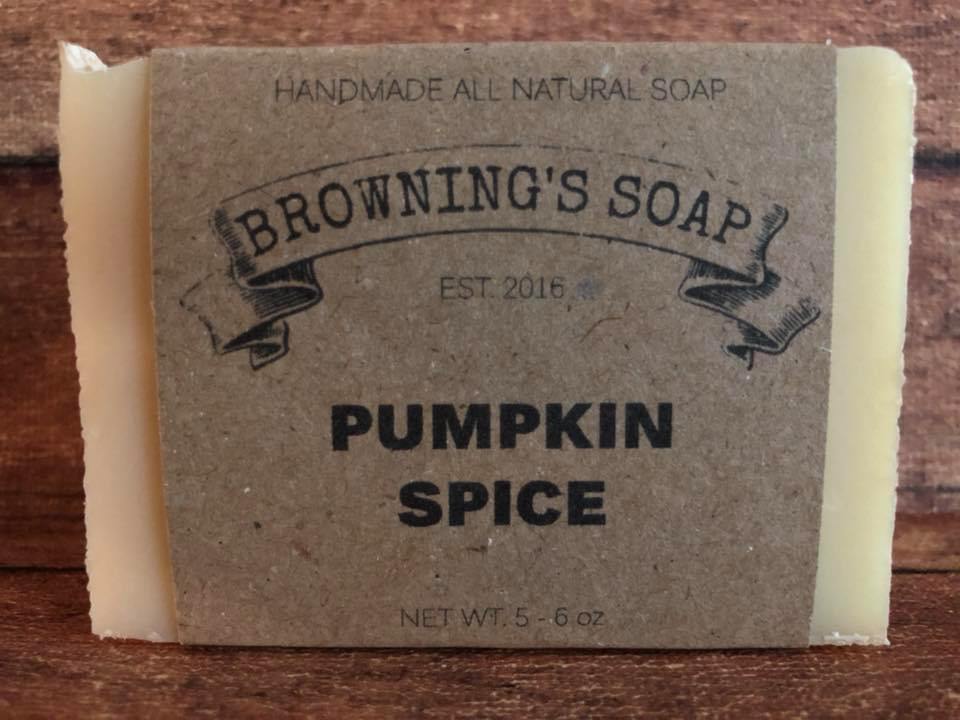 HANDMADE ALL NATURAL SOAP
BROWNING'S SOAP
EST. 2016
PUMPKIN
SPICE
NET WT. 5 - 6 oz